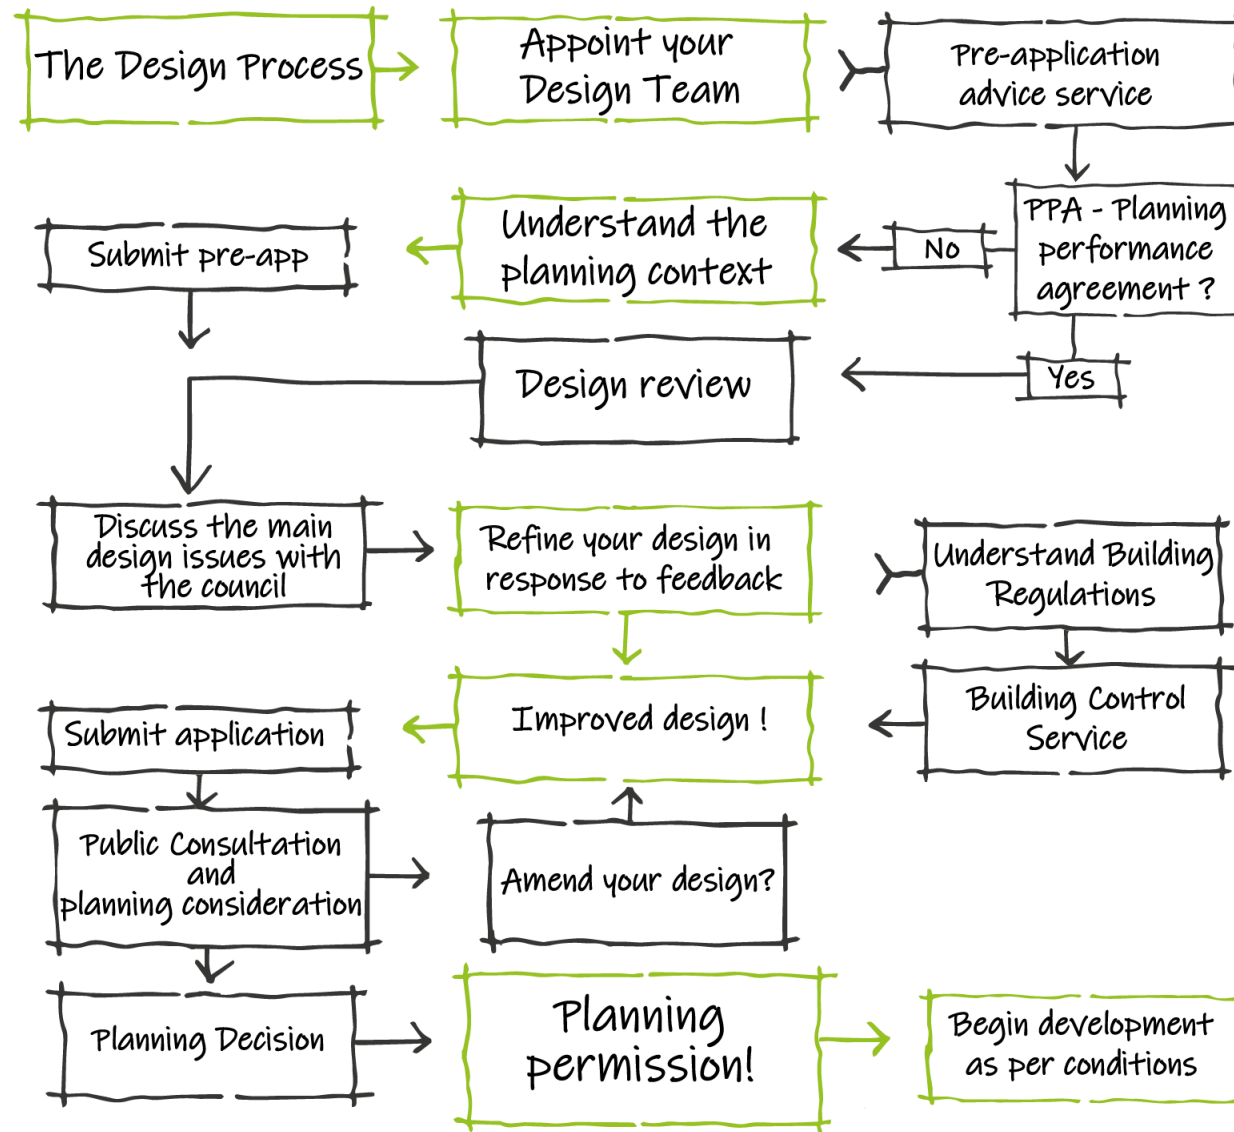 The Design Process
Appoint your
Design Team
Pre-application
advice service
Submit pre-app
Understand the
planning context
No
PPA - Planning
performance
agreement ?
Design review
Yes
Discuss the main
design issues with
the council
Refine your design in
response to feedback
Understand Building
Regulations
Submit application
Improved design !
Building Control
Service
Public Consultation
and
planning consideration
Amend your design?
Planning Decision
Planning
permission!
Begin development
as per conditions